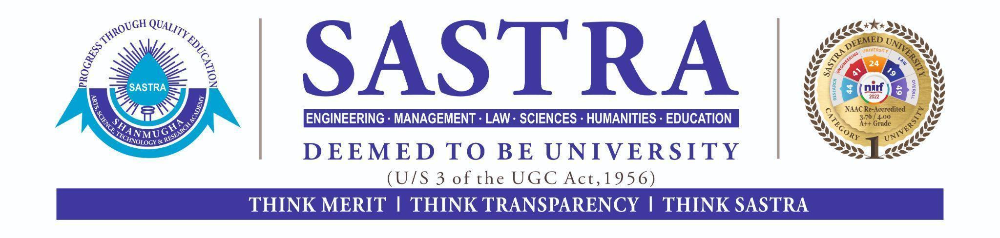 PROGRESS THROUGH QUALITY EDUCATION
SASTRA
SHANMUGHA
ARTS, SCIENCE, TECHNOLOGY & RESEARCH ACADEMY
SASTRA
ENGINEERING · MANAGEMENT · LAW · SCIENCES · HUMANITIES · EDUCATION
DEEMED TO BE UNIVERSITY
(U/S 3 of the UGC Act,1956)
THINK MERIT | THINK TRANSPARENCY | THINK SASTRA
SASTRA DEEMED UNIVERSITY
RESEARCH
44
ENGINEERING
41
UNIVERSITY
24
LAW
19
OVERALL
49
nirf
2022
NAAC Re-Accredited
3.76 / 4.00
A++ Grade
CATEGORY 1 UNIVERSITY